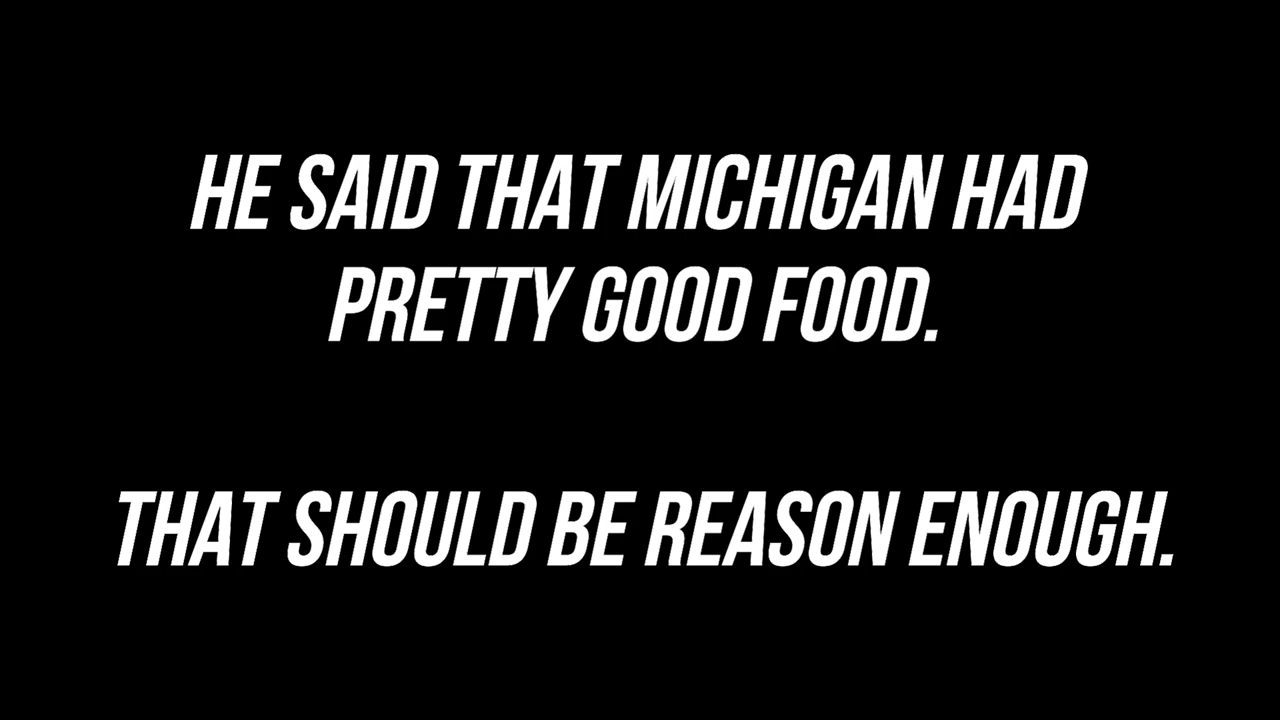 HE SAID THAT MICHIGAN HAD
PRETTY GOOD FOOD.
THAT SHOULD BE REASON ENOUGH.